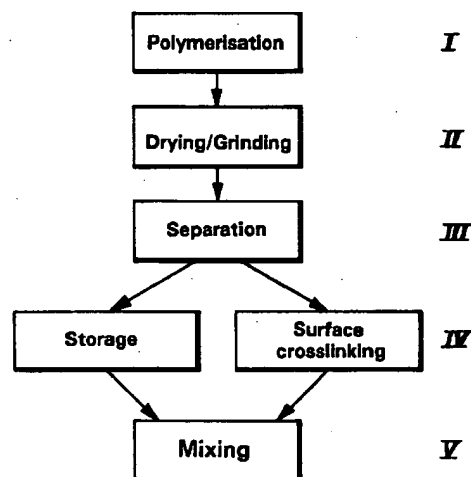 Polymerisation I
Drying/Grinding II
Separation III
Storage
Surface
crosslinking
IV
Mixing V